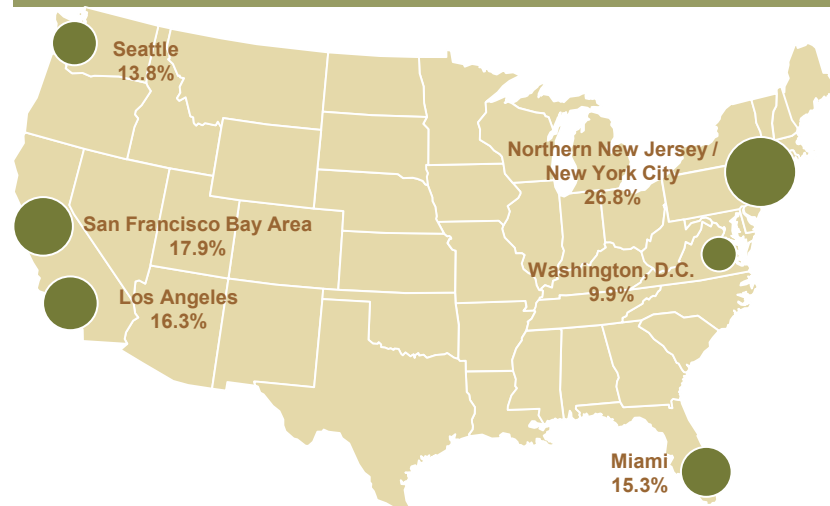 Seattle
13.8%
Northern New Jersey /
New York City
26.8%
San Francisco Bay Area
17.9%
Washington, D.C.
9.9%
Los Angeles
16.3%
Miami
15.3%